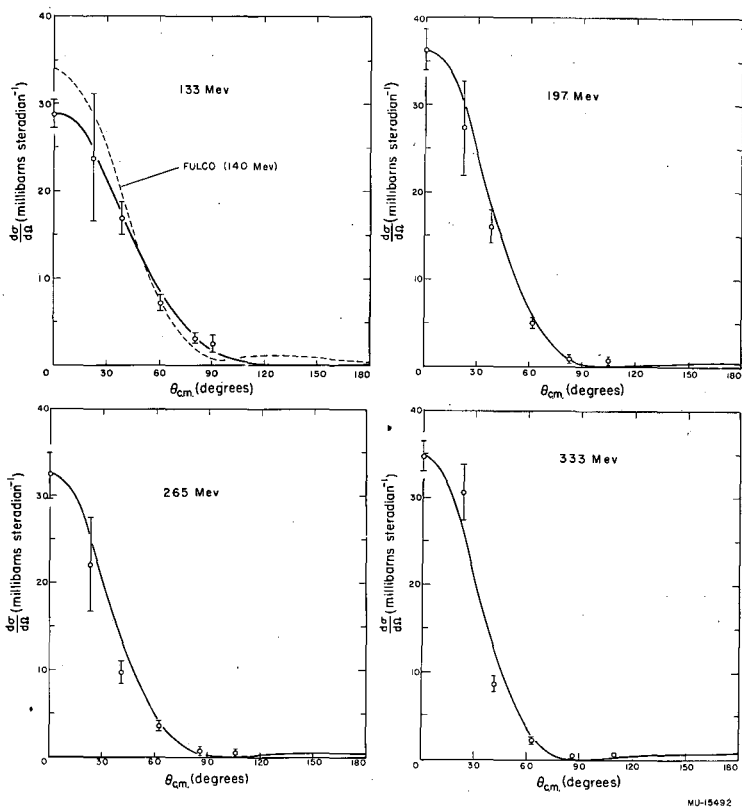 40
30
20
10
0
133 Mev
FULCO (140 Mev)
dσ/dΩ (millibarns steradian⁻¹)
0 30 60 90 120 150 180
θc.m. (degrees)
40
30
20
10
0
197 Mev
dσ/dΩ (millibarns steradian⁻¹)
0 30 60 90 120 150 180
θc.m. (degrees)
40
30
20
10
0
265 Mev
dσ/dΩ (millibarns steradian⁻¹)
0 30 60 90 120 150 180
θc.m. (degrees)
40
30
20
10
0
333 Mev
dσ/dΩ (millibarns steradian⁻¹)
0 30 60 90 120 150 180
θc.m. (degrees)
MU-15492